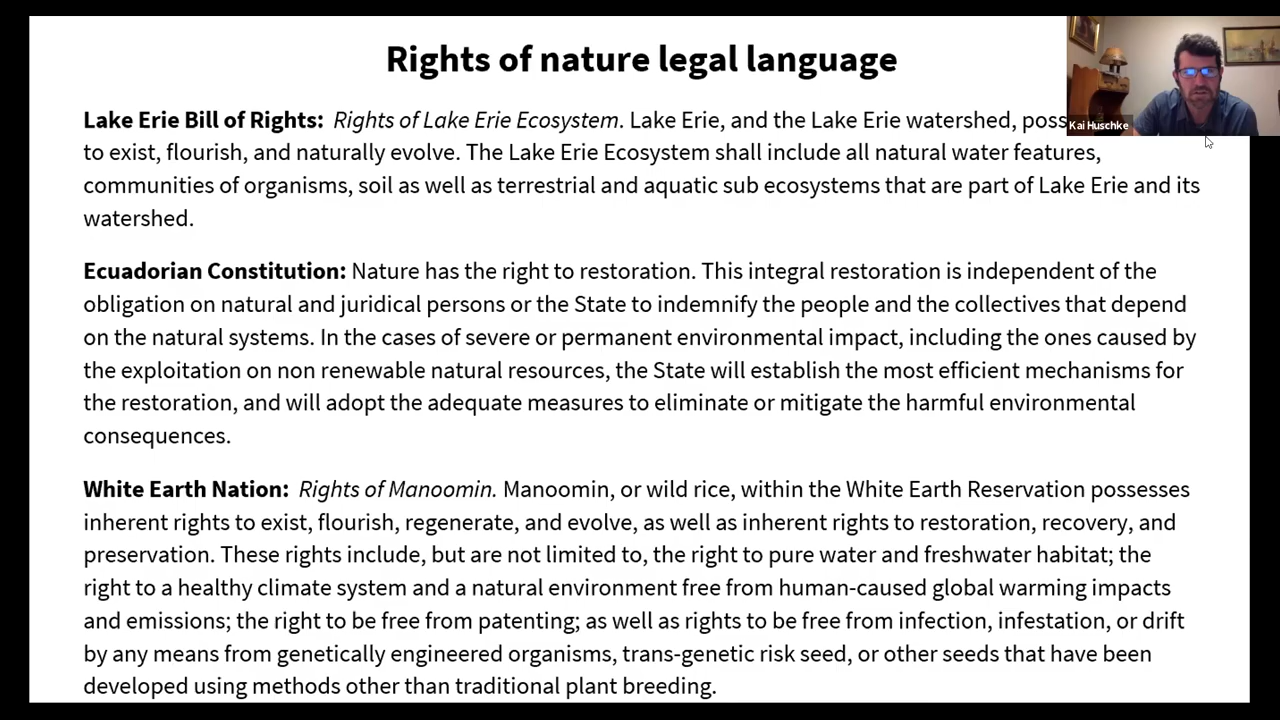 Rights of nature legal language
Kai Huschke
Lake Erie Bill of Rights: Rights of Lake Erie Ecosystem. Lake Erie, and the Lake Erie watershed,
to exist, flourish, and naturally evolve. The Lake Erie Ecosystem shall include all natural water features,
communities of organisms, soil as well as terrestrial and aquatic sub ecosystems that are part of Lake Erie and its
watershed.
Ecuadorian Constitution: Nature has the right to restoration. This integral restoration is independent of the
obligation on natural and juridical persons or the State to indemnify the people and the collectives that depend
on the natural systems. In the cases of severe or permanent environmental impact, including the ones caused by
the exploitation on non renewable natural resources, the State will establish the most efficient mechanisms for
the restoration, and will adopt the adequate measures to eliminate or mitigate the harmful environmental
consequences.
White Earth Nation: Rights of Manoomin. Manoomin, or wild rice, within the White Earth Reservation possesses
inherent rights to exist, flourish, regenerate, and evolve, as well as inherent rights to restoration, recovery, and
preservation. These rights include, but are not limited to, the right to pure water and freshwater habitat; the
right to a healthy climate system and a natural environment free from human-caused global warming impacts
and emissions; the right to be free from patenting; as well as rights to be free from infection, infestation, or drift
by any means from genetically engineered organisms, trans-genetic risk seed, or other seeds that have been
developed using methods other than traditional plant breeding.